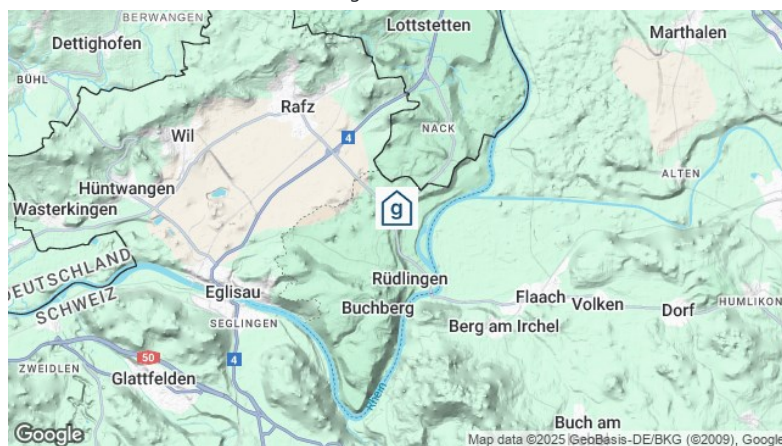 BERWANGEN
Lottstetten
Dettighofen
Marthalen
BÜHL
Rafz
4
NACK
Wil
ALTEN
Hüntwangen
Wasterkingen
g
DEUTSCHLAND
SCHWEIZ
Rüdlingen
Eglisau
Flaach
Buchberg
Volken
Dorf
HUMLIKON
SEGLINGEN
Berg am Irchel
50
4
ZWEIDLEN
Glattfelden
Rhein
Buch am
Google
Map data ©2025 GeoBasis-DE/BKG (©2009), Google